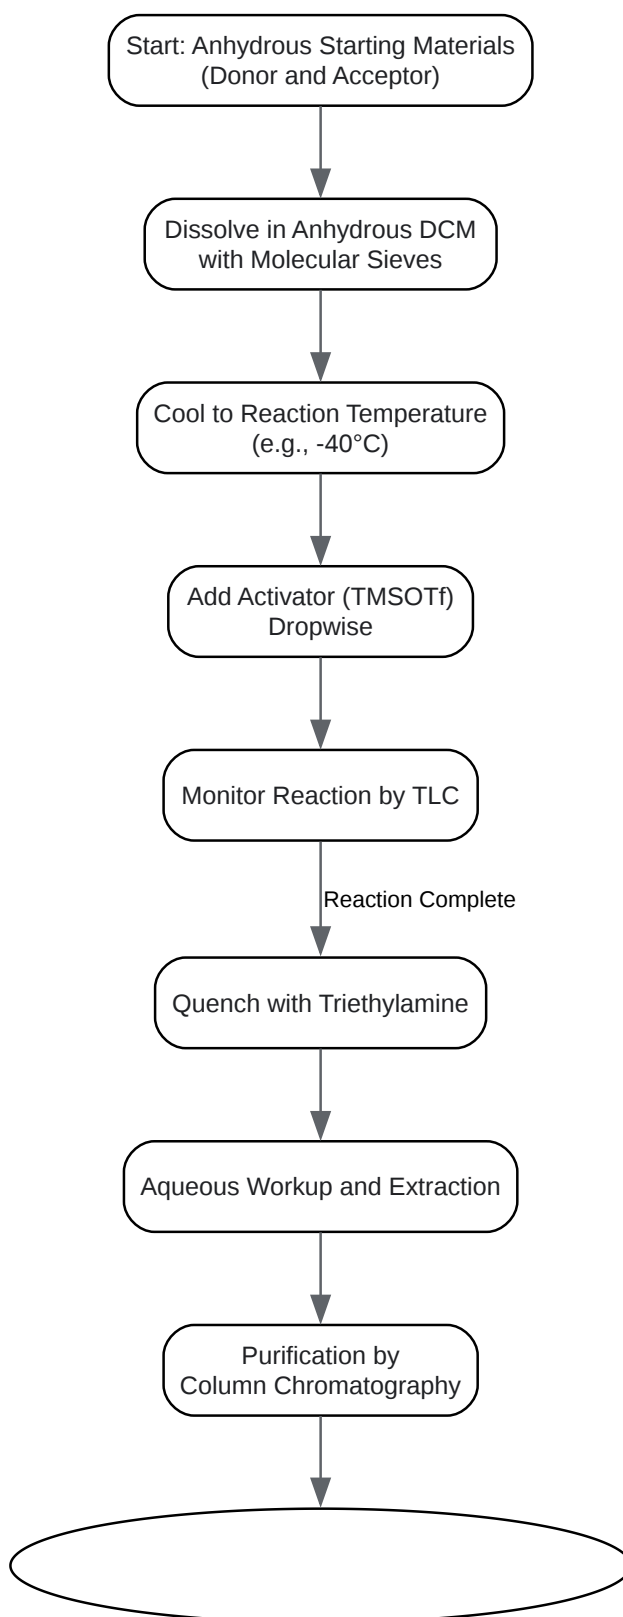 Start: Anhydrous Starting Materials
(Donor and Acceptor)
Dissolve in Anhydrous DCM
with Molecular Sieves
Cool to Reaction Temperature
(e.g., -40°C)
Add Activator (TMSOTf)
Dropwise
Monitor Reaction by TLC
Reaction Complete
Quench with Triethylamine
Aqueous Workup and Extraction
Purification by
Column Chromatography